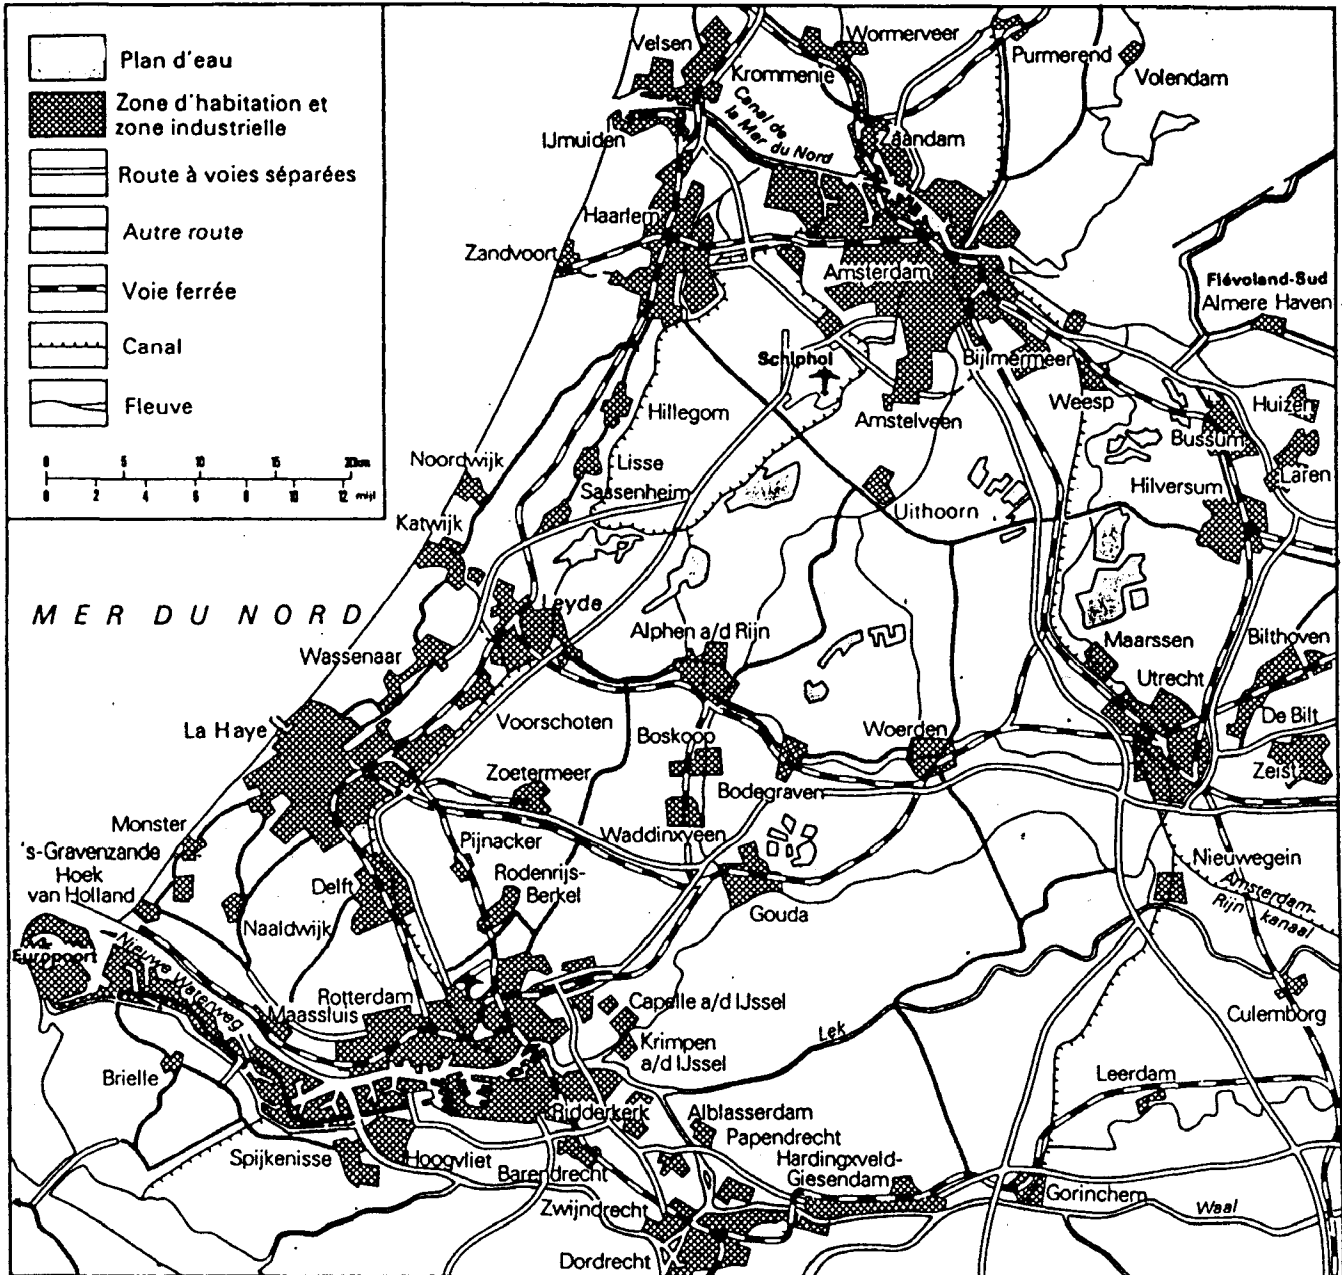 Plan d'eau
Zone d'habitation et
zone industrielle
Route à voies séparées
Autre route
Voie ferrée
Canal
Fleuve
0 5 10 15 20km
0 2 4 6 8 10 12 mijl
Velsen
Wormerveer
Purmerend
Krommenie
Volendam
Canal de
la Mer du Nord
IJmuiden
Zaandam
Haarlem
Zandvoort
Amsterdam
Flévoland-Sud
Almere Haven
Schiphol
Bijlmermeer
Hillegom
Amstelveen
Weesp
Huizen
Bussum
Noordwijk
Lisse
Laren
Sassenheim
Hilversum
Katwijk
Uithoorn
MER DU NORD
Leyde
Alphen a/d Rijn
Maarssen
Bilthoven
Wassenaar
Utrecht
La Haye
Voorschoten
Boskoop
Woerden
De Bilt
Zoetermeer
Zeist
Bodegraven
Monster
Pijnacker
Waddinxveen
's-Gravenzande
Hoek
van Holland
Delft
Rodenrijs-
Berkel
Nieuwegein
Amsterdam-
Rijn kanaal
Naaldwijk
Gouda
Europoort
Nieuwe Waterweg
Rotterdam
Maassluis
Capelle a/d IJssel
Culemborg
Krimpen
a/d IJssel
Lek
Brielle
Leerdam
Ridderkerk
Alblasserdam
Papendrecht
Spijkenisse
Hoogvliet
Barendrecht
Hardingxveld-
Giesendam
Gorinchem
Zwijndrecht
Waal
Dordrecht